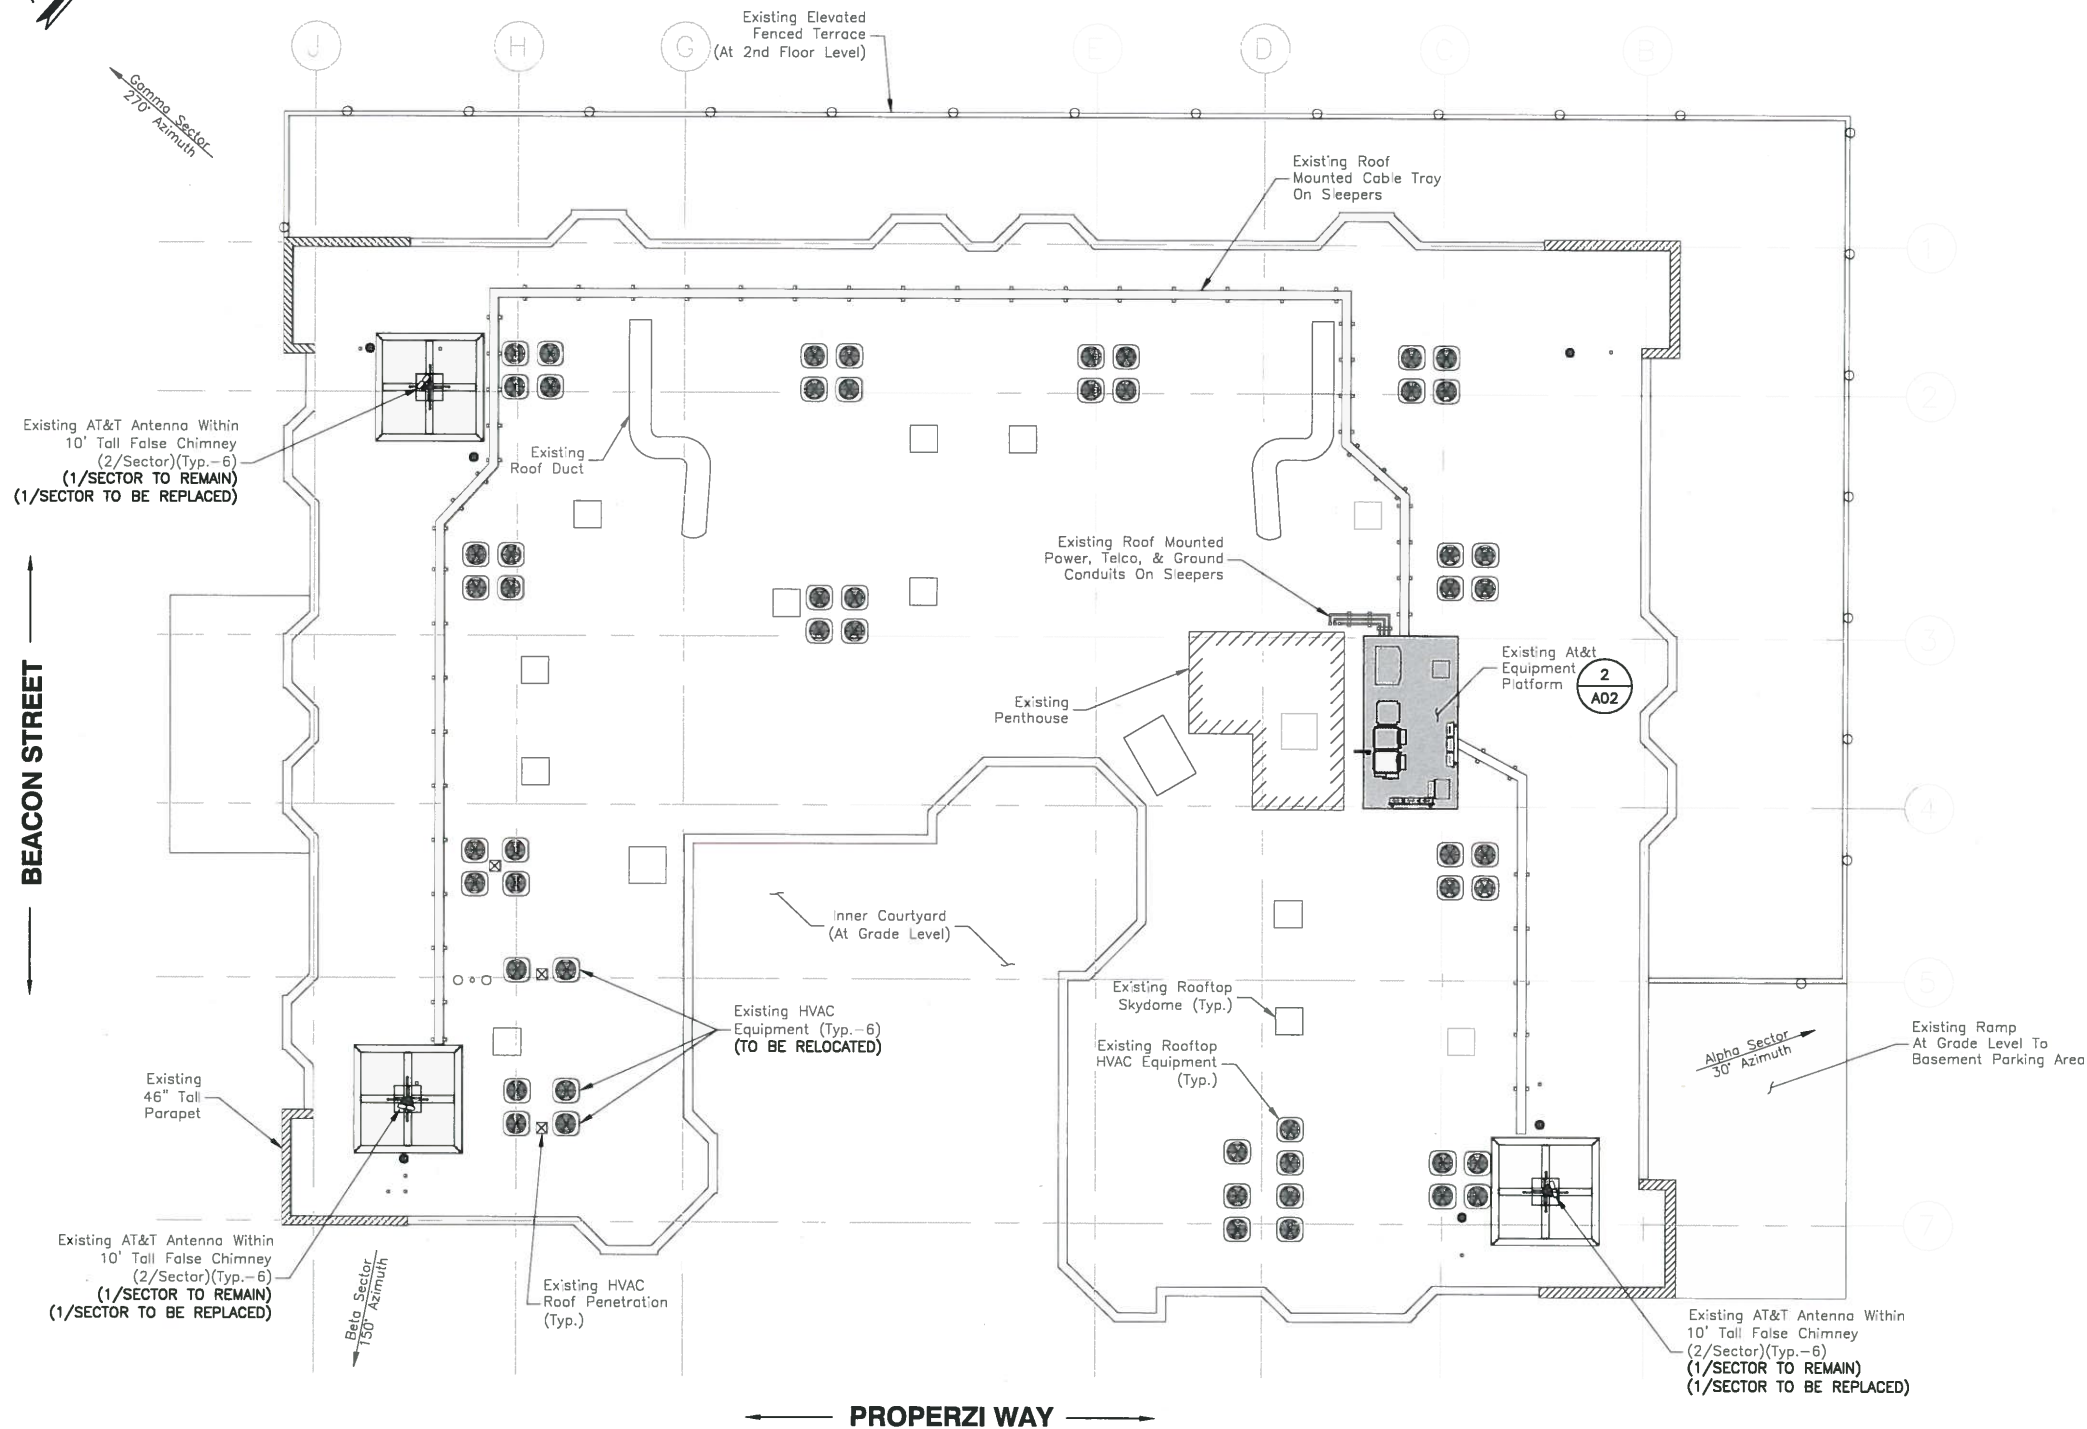 Existing Elevated
Fenced Terrace
(At 2nd Floor Level)
J
H
G
E
D
C
B
Gamma Sector
270° Azimuth
Existing Roof
Mounted Cable Tray
On Sleepers
1
2
Existing AT&T Antenna Within
10' Tall False Chimney
(2/Sector)(Typ.-6)
(1/SECTOR TO REMAIN)
(1/SECTOR TO BE REPLACED)
Existing
Roof Duct
Existing Roof Mounted
Power, Telco, & Ground
Conduits On Sleepers
3
Existing At&t
Equipment
Platform
2
A02
Existing
Penthouse
BEACON STREET
4
Inner Courtyard
(At Grade Level)
5
Existing Rooftop
Skydome (Typ.)
Existing HVAC
Equipment (Typ.-6)
(TO BE RELOCATED)
Existing Rooftop
HVAC Equipment
(Typ.)
Alpha Sector
30° Azimuth
Existing Ramp
At Grade Level To
Basement Parking Area
Existing
46" Tall
Parapet
7
Existing AT&T Antenna Within
10' Tall False Chimney
(2/Sector)(Typ.-6)
(1/SECTOR TO REMAIN)
(1/SECTOR TO BE REPLACED)
Beta Sector
150° Azimuth
Existing HVAC
Roof Penetration
(Typ.)
Existing AT&T Antenna Within
10' Tall False Chimney
(2/Sector)(Typ.-6)
(1/SECTOR TO REMAIN)
(1/SECTOR TO BE REPLACED)
PROPERZI WAY